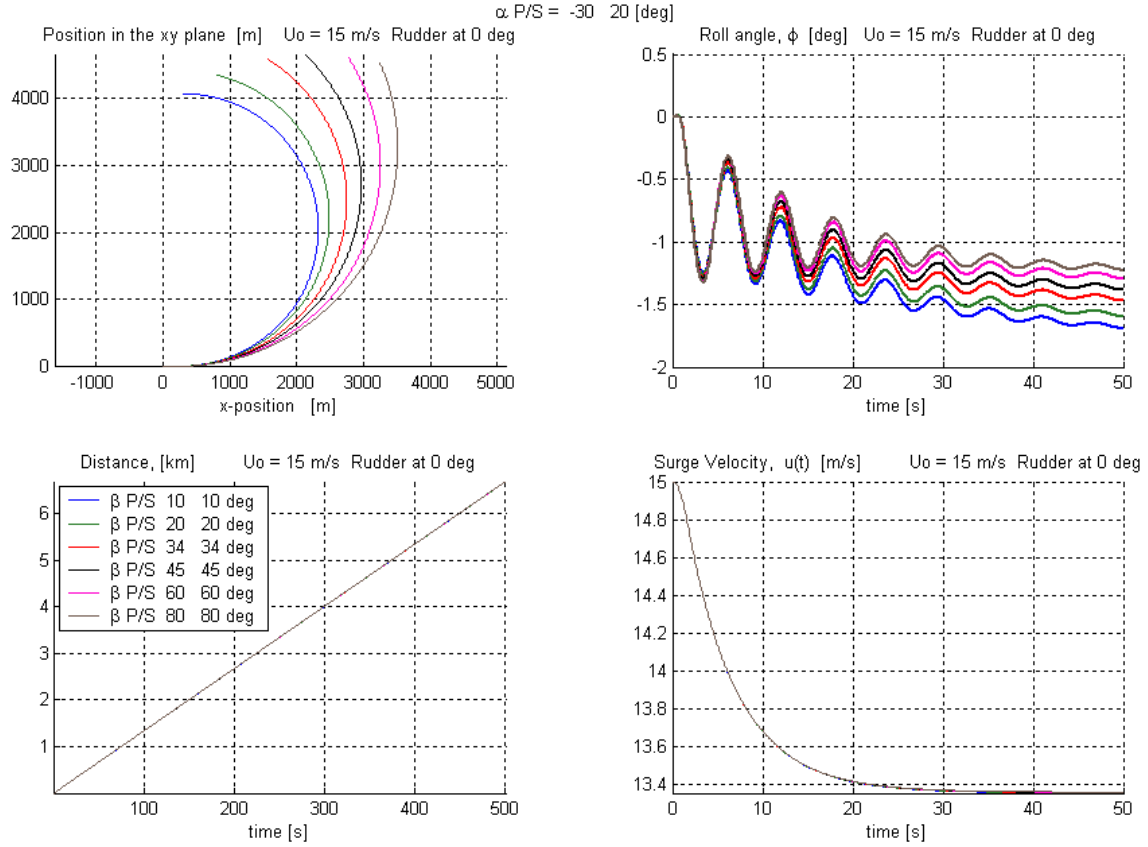 α P/S = -30 20 [deg]
Position in the xy plane [m] Uo = 15 m/s Rudder at 0 deg
4000
3000
2000
1000
0
-1000 0 1000 2000 3000 4000 5000
x-position [m]
Roll angle, ϕ [deg] Uo = 15 m/s Rudder at 0 deg
0.5
0
-0.5
-1
-1.5
-2
0 10 20 30 40 50
time [s]
Distance, [km] Uo = 15 m/s Rudder at 0 deg
6
5
4
3
2
1
β P/S 10 10 deg
β P/S 20 20 deg
β P/S 34 34 deg
β P/S 45 45 deg
β P/S 60 60 deg
β P/S 80 80 deg
100 200 300 400 500
time [s]
Surge Velocity, u(t) [m/s] Uo = 15 m/s Rudder at 0 deg
15
14.8
14.6
14.4
14.2
14
13.8
13.6
13.4
0 10 20 30 40 50
time [s]